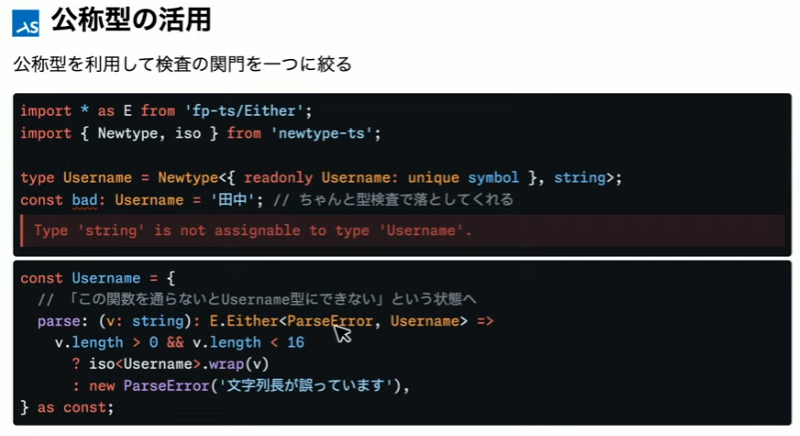 λS 公称型の活用
公称型を利用して検査の関門を一つに絞る
import * as E from 'fp-ts/Either';
import { Newtype, iso } from 'newtype-ts';
type Username = Newtype<{ readonly Username: unique symbol }, string>;
const bad: Username = '田中'; // ちゃんと型検査で落としてくれる
Type 'string' is not assignable to type 'Username'.
const Username = {
// 「この関数を通らないとUsername型にできない」という状態へ
parse: (v: string): E.Either<ParseError, Username> =>
v.length > 0 && v.length < 16
? iso<Username>.wrap(v)
: new ParseError('文字列長が誤っています'),
} as const;